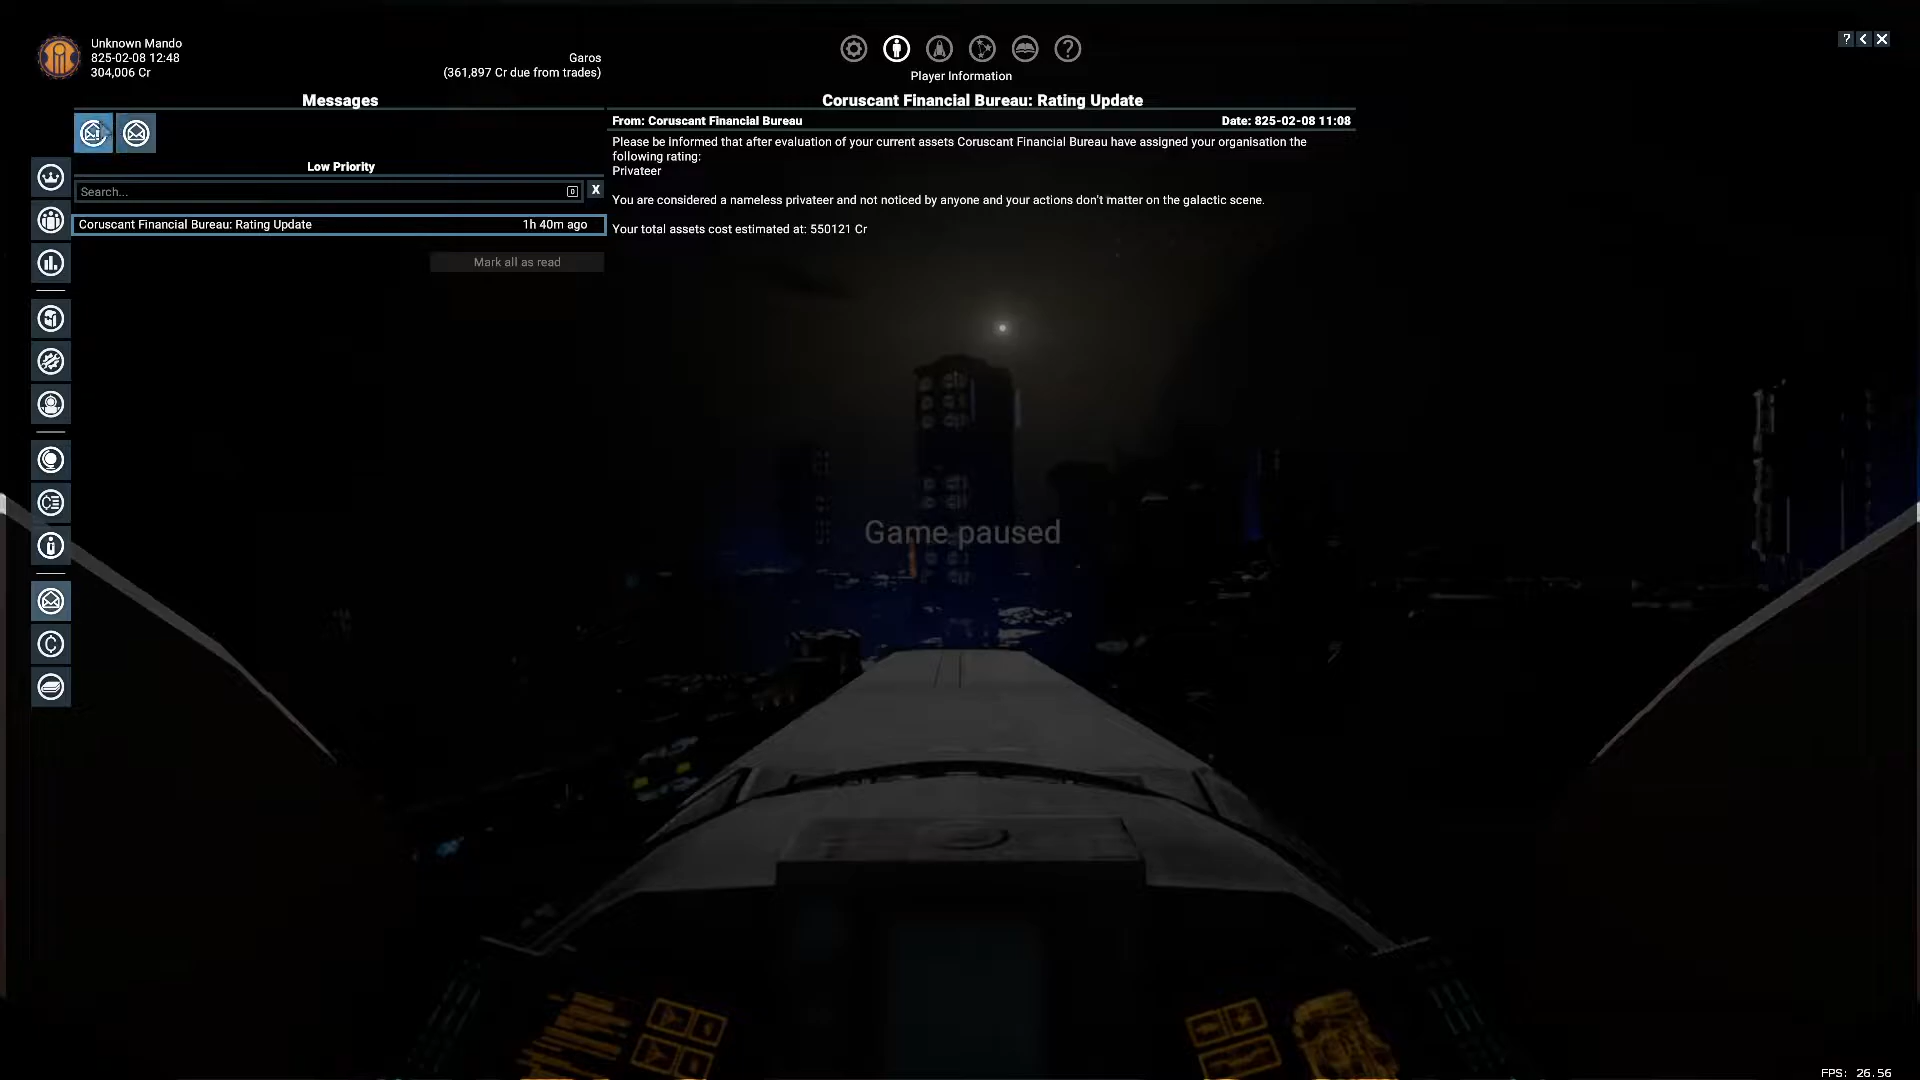 Unknown Mando
825-02-08 12:48
304,006 Cr
Garos
(361,897 Cr due from trades)
?
Player Information
? < X
Messages
Low Priority
Search...
0
X
Coruscant Financial Bureau: Rating Update 1h 40m ago
Mark all as read
Coruscant Financial Bureau: Rating Update
From: Coruscant Financial Bureau Date: 825-02-08 11:08
Please be informed that after evaluation of your current assets Coruscant Financial Bureau have assigned your organisation the
following rating:
Privateer
You are considered a nameless privateer and not noticed by anyone and your actions don't matter on the galactic scene.
Your total assets cost estimated at: 550121 Cr
Game paused
FPS: 26.56